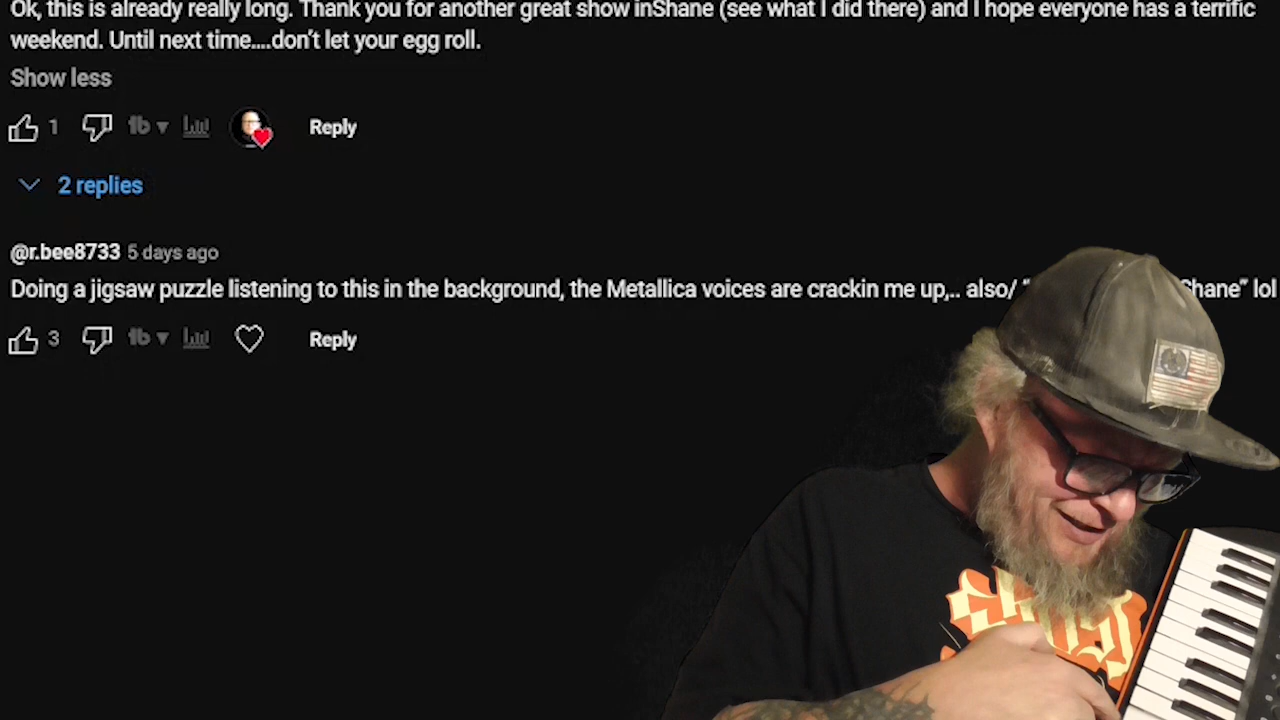 Ok, this is already really long. Thank you for another great show inShane (see what I did there) and I hope everyone has a terrific
weekend. Until next time....don't let your egg roll.
Show less
1
Reply
2 replies
@r.bee8733 5 days ago
Doing a jigsaw puzzle listening to this in the background, the Metallica voices are crackin me up,.. also/ " Shane" lol
3
Reply